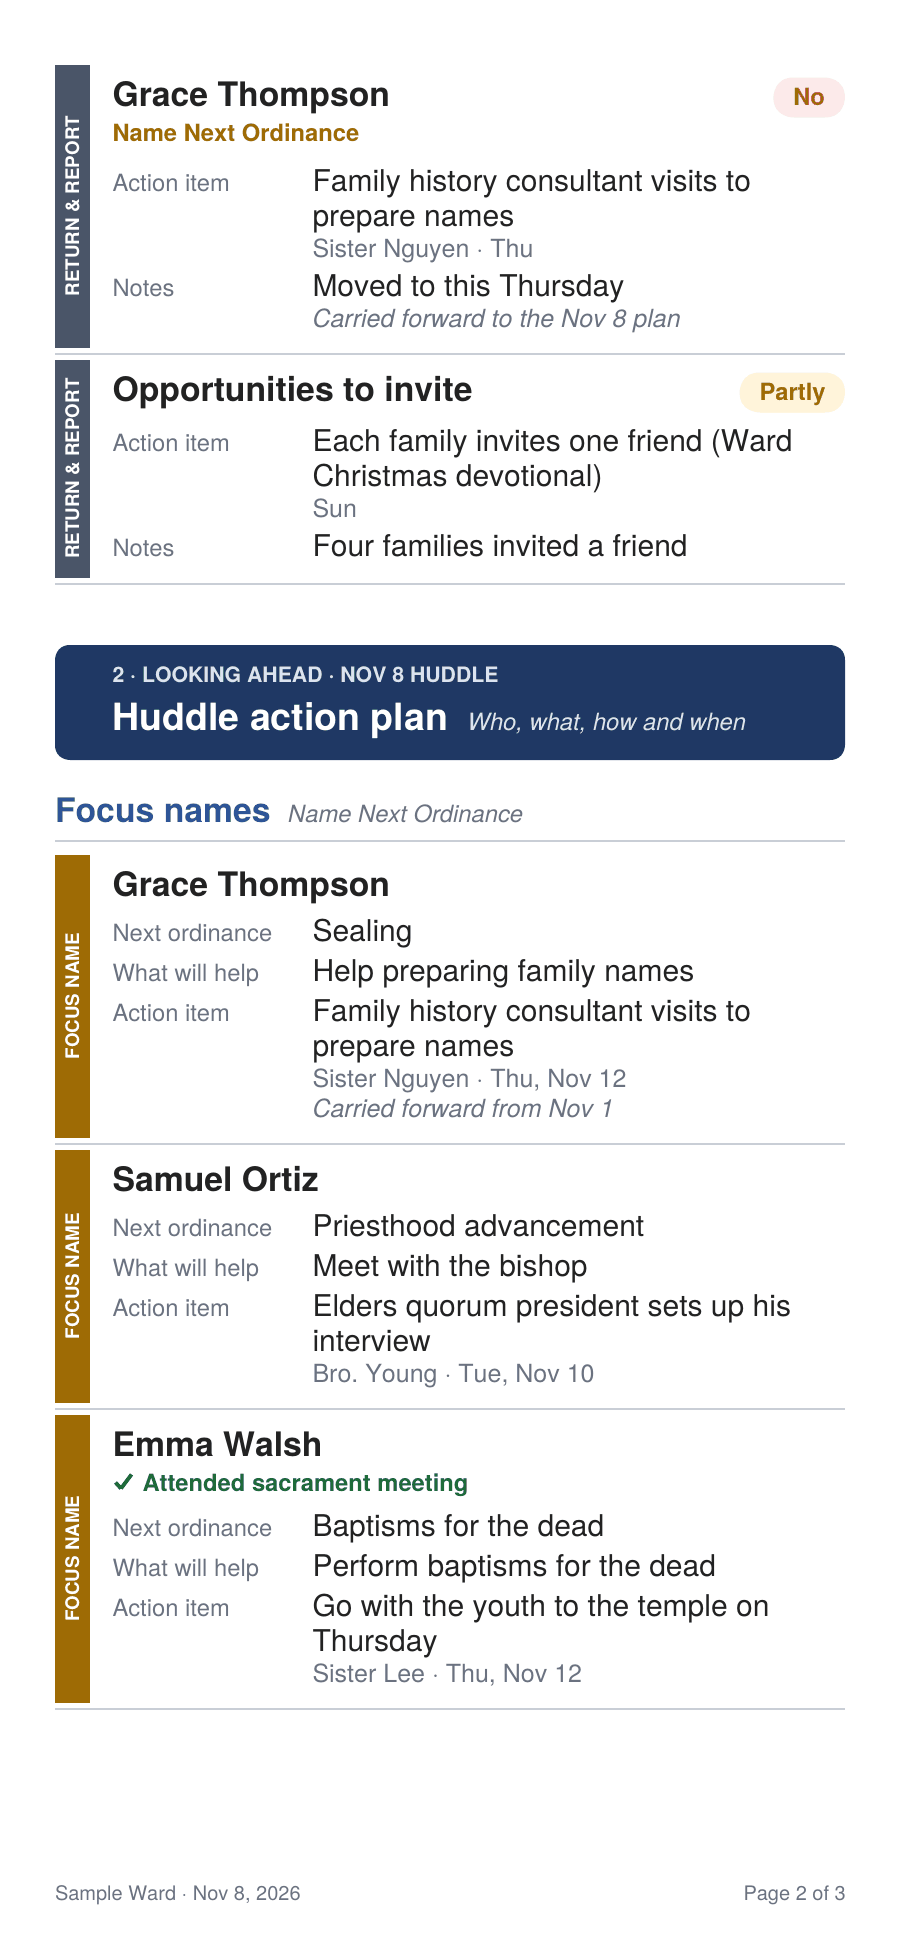 RETURN & REPORT
Grace Thompson
No
Name Next Ordinance
Action item
Family history consultant visits to
prepare names
Sister Nguyen · Thu
Notes
Moved to this Thursday
Carried forward to the Nov 8 plan
RETURN & REPORT
Opportunities to invite
Partly
Action item
Each family invites one friend (Ward
Christmas devotional)
Sun
Notes
Four families invited a friend
2 · LOOKING AHEAD · NOV 8 HUDDLE
Huddle action plan Who, what, how and when
Focus names Name Next Ordinance
FOCUS NAME
Grace Thompson
Next ordinance
Sealing
What will help
Help preparing family names
Action item
Family history consultant visits to
prepare names
Sister Nguyen · Thu, Nov 12
Carried forward from Nov 1
FOCUS NAME
Samuel Ortiz
Next ordinance
Priesthood advancement
What will help
Meet with the bishop
Action item
Elders quorum president sets up his
interview
Bro. Young · Tue, Nov 10
FOCUS NAME
Emma Walsh
✓ Attended sacrament meeting
Next ordinance
Baptisms for the dead
What will help
Perform baptisms for the dead
Action item
Go with the youth to the temple on
Thursday
Sister Lee · Thu, Nov 12
Sample Ward · Nov 8, 2026
Page 2 of 3